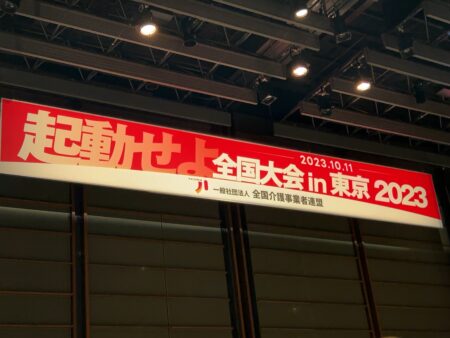 起動せよ
2023.10.11
全国大会 in 東京 2023
一般社団法人 全国介護事業者連盟